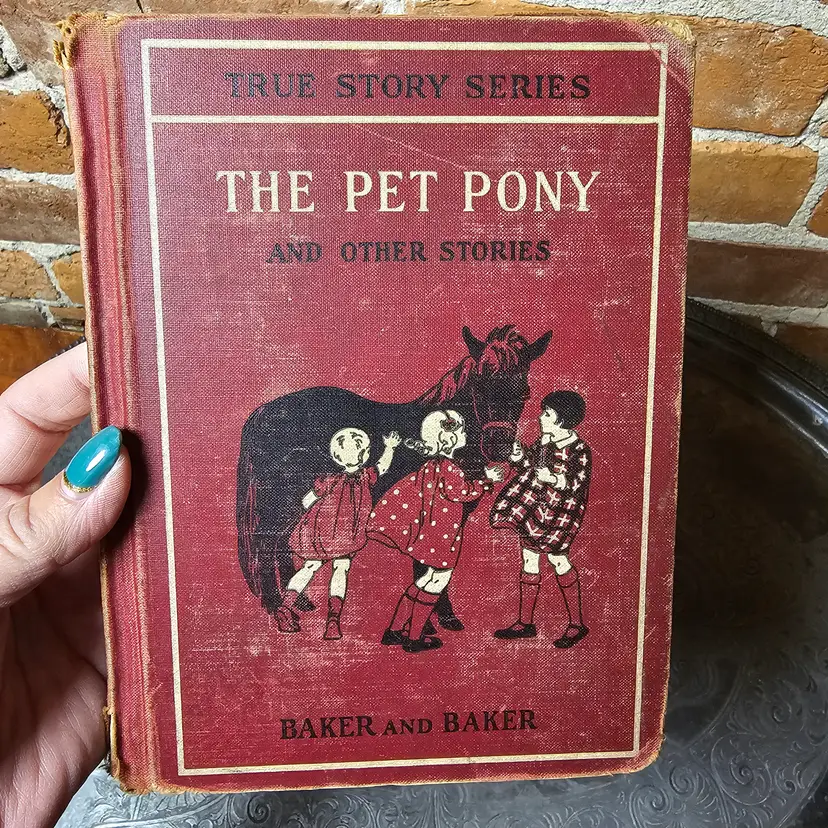 TRUE STORY SERIES
THE PET PONY
AND OTHER STORIES
BAKER AND BAKER